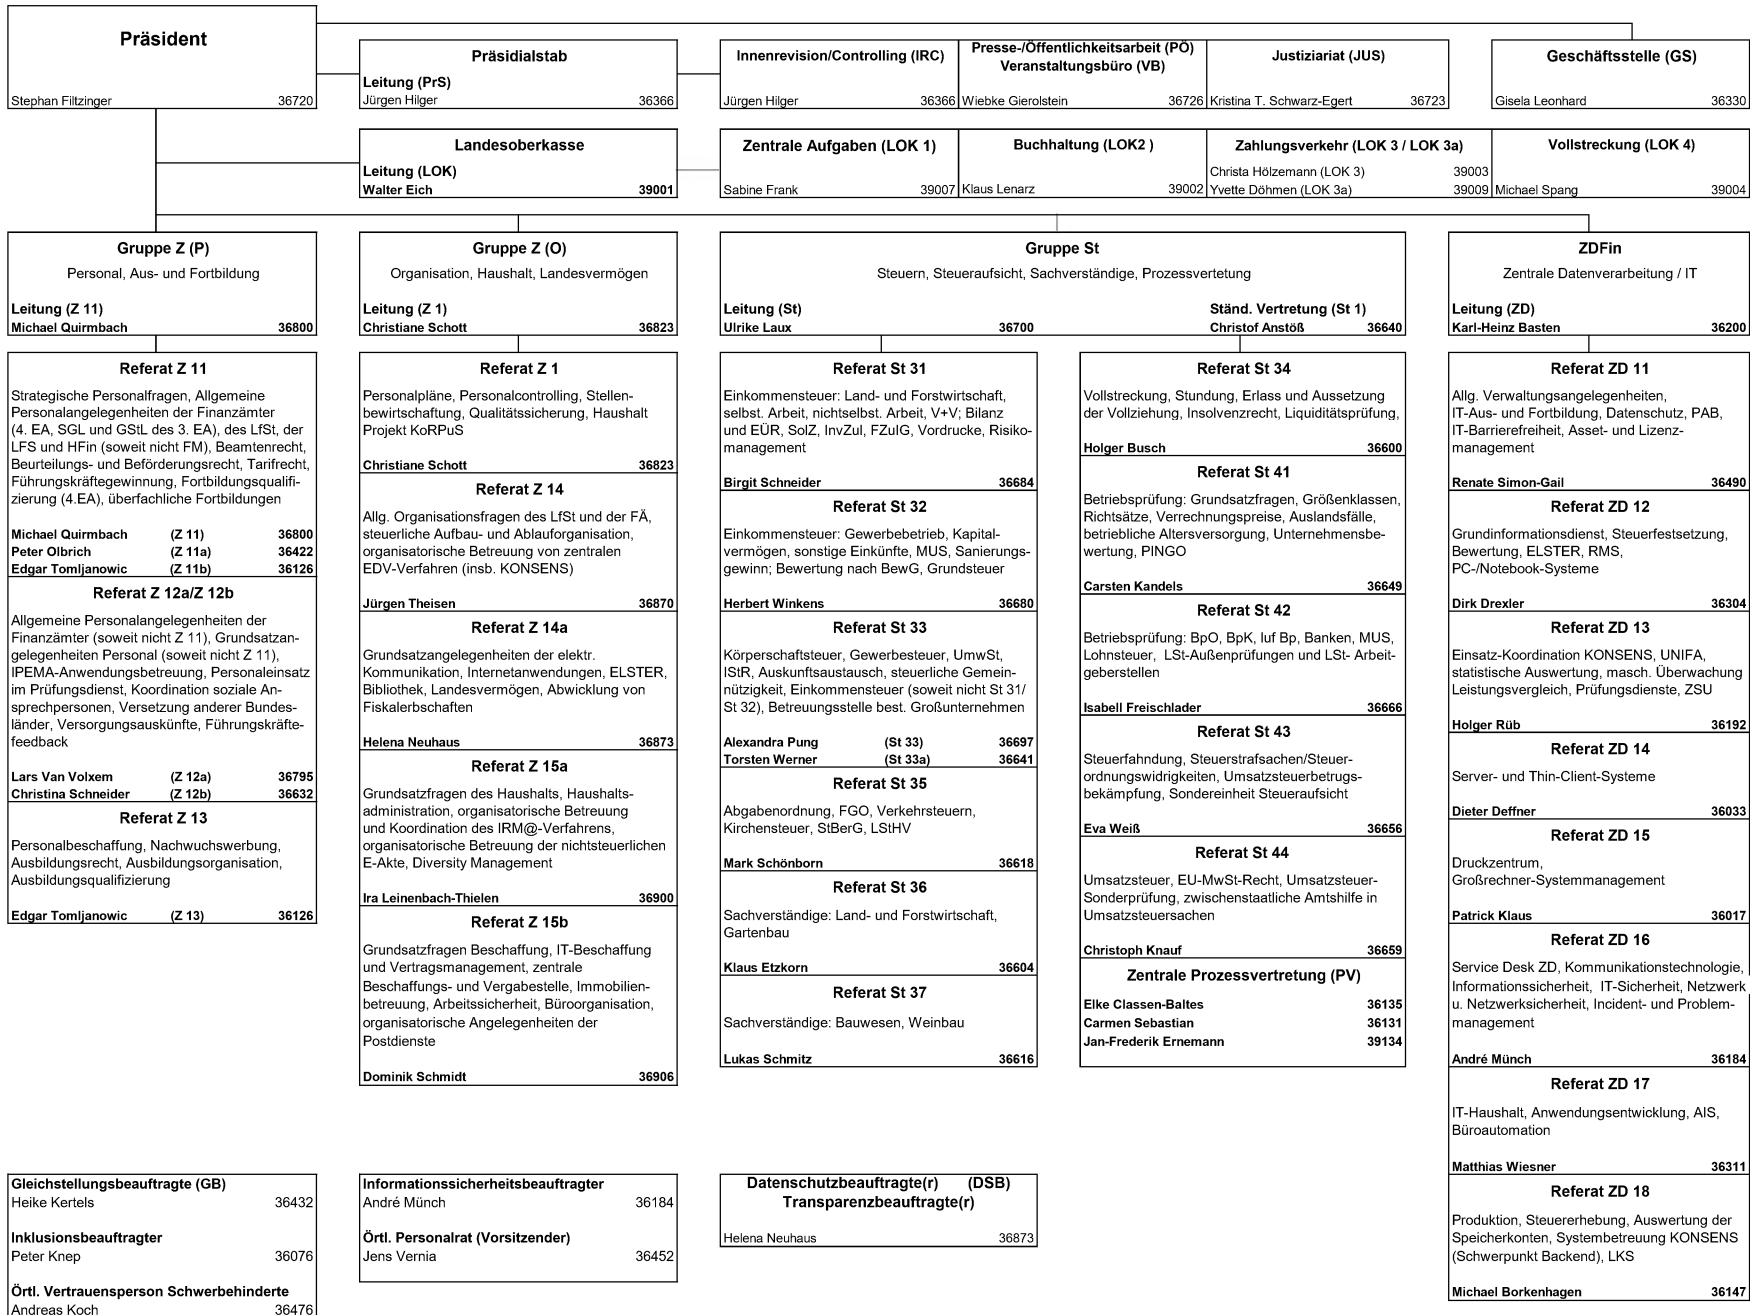 Präsident
Stephan Filtzinger 36720
Präsidialstab
Leitung (PrS)
Jürgen Hilger 36366
Innenrevision/Controlling (IRC)
Jürgen Hilger 36366
Presse-/Öffentlichkeitsarbeit (PÖ)
Veranstaltungsbüro (VB)
Wiebke Gierolstein 36726
Justiziariat (JUS)
Kristina T. Schwarz-Egert 36723
Geschäftsstelle (GS)
Gisela Leonhard 36330
Landesoberkasse
Leitung (LOK)
Walter Eich 39001
Zentrale Aufgaben (LOK 1)
Sabine Frank 39007
Buchhaltung (LOK2 )
Klaus Lenarz 39002
Zahlungsverkehr (LOK 3 / LOK 3a)
Christa Hölzemann (LOK 3) 39003
Yvette Döhmen (LOK 3a) 39009
Vollstreckung (LOK 4)
Michael Spang 39004
Gruppe Z (P)
Personal, Aus- und Fortbildung
Leitung (Z 11)
Michael Quirmbach 36800
Referat Z 11
Strategische Personalfragen, Allgemeine
Personalangelegenheiten der Finanzämter
(4. EA, SGL und GStL des 3. EA), des LfSt, der
LFS und HFin (soweit nicht FM), Beamtenrecht,
Beurteilungs- und Beförderungsrecht, Tarifrecht,
Führungskräftegewinnung, Fortbildungsqualifi-
zierung (4.EA), überfachliche Fortbildungen
Michael Quirmbach (Z 11) 36800
Peter Olbrich (Z 11a) 36422
Edgar Tomljanowic (Z 11b) 36126
Referat Z 12a/Z 12b
Allgemeine Personalangelegenheiten der
Finanzämter (soweit nicht Z 11), Grundsatzan-
gelegenheiten Personal (soweit nicht Z 11),
IPEMA-Anwendungsbetreuung, Personaleinsatz
im Prüfungsdienst, Koordination soziale An-
sprechpersonen, Versetzung anderer Bundes-
länder, Versorgungsauskünfte, Führungskräfte-
feedback
Lars Van Volxem (Z 12a) 36795
Christina Schneider (Z 12b) 36632
Referat Z 13
Personalbeschaffung, Nachwuchswerbung,
Ausbildungsrecht, Ausbildungsorganisation,
Ausbildungsqualifizierung
Edgar Tomljanowic (Z 13) 36126
Gruppe Z (O)
Organisation, Haushalt, Landesvermögen
Leitung (Z 1)
Christiane Schott 36823
Referat Z 1
Personalpläne, Personalcontrolling, Stellen-
bewirtschaftung, Qualitätssicherung, Haushalt
Projekt KoRPuS
Christiane Schott 36823
Referat Z 14
Allg. Organisationsfragen des LfSt und der FÄ,
steuerliche Aufbau- und Ablauforganisation,
organisatorische Betreuung von zentralen
EDV-Verfahren (insb. KONSENS)
Jürgen Theisen 36870
Referat Z 14a
Grundsatzangelegenheiten der elektr.
Kommunikation, Internetanwendungen, ELSTER,
Bibliothek, Landesvermögen, Abwicklung von
Fiskalerbschaften
Helena Neuhaus 36873
Referat Z 15a
Grundsatzfragen des Haushalts, Haushalts-
administration, organisatorische Betreuung
und Koordination des IRM@-Verfahrens,
organisatorische Betreuung der nichtsteuerlichen
E-Akte, Diversity Management
Ira Leinenbach-Thielen 36900
Referat Z 15b
Grundsatzfragen Beschaffung, IT-Beschaffung
und Vertragsmanagement, zentrale
Beschaffungs- und Vergabestelle, Immobilien-
betreuung, Arbeitssicherheit, Büroorganisation,
organisatorische Angelegenheiten der
Postdienste
Dominik Schmidt 36906
Gruppe St
Steuern, Steueraufsicht, Sachverständige, Prozessvertetung
Leitung (St) Ständ. Vertretung (St 1)
Ulrike Laux 36700 Christof Anstöß 36640
Referat St 31
Einkommensteuer: Land- und Forstwirtschaft,
selbst. Arbeit, nichtselbst. Arbeit, V+V; Bilanz
und EÜR, SolZ, InvZul, FZulG, Vordrucke, Risiko-
management
Birgit Schneider 36684
Referat St 32
Einkommensteuer: Gewerbebetrieb, Kapital-
vermögen, sonstige Einkünfte, MUS, Sanierungs-
gewinn; Bewertung nach BewG, Grundsteuer
Herbert Winkens 36680
Referat St 33
Körperschaftsteuer, Gewerbesteuer, UmwSt,
IStR, Auskunftsaustausch, steuerliche Gemein-
nützigkeit, Einkommensteuer (soweit nicht St 31/
St 32), Betreuungsstelle best. Großunternehmen
Alexandra Pung (St 33) 36697
Torsten Werner (St 33a) 36641
Referat St 35
Abgabenordnung, FGO, Verkehrsteuern,
Kirchensteuer, StBerG, LStHV
Mark Schönborn 36618
Referat St 36
Sachverständige: Land- und Forstwirtschaft,
Gartenbau
Klaus Etzkorn 36604
Referat St 37
Sachverständige: Bauwesen, Weinbau
Lukas Schmitz 36616
Referat St 34
Vollstreckung, Stundung, Erlass und Aussetzung
der Vollziehung, Insolvenzrecht, Liquiditätsprüfung,
Holger Busch 36600
Referat St 41
Betriebsprüfung: Grundsatzfragen, Größenklassen,
Richtsätze, Verrechnungspreise, Auslandsfälle,
betriebliche Altersversorgung, Unternehmensbe-
wertung, PINGO
Carsten Kandels 36649
Referat St 42
Betriebsprüfung: BpO, BpK, luf Bp, Banken, MUS,
Lohnsteuer, LSt-Außenprüfungen und LSt- Arbeit-
geberstellen
Isabell Freischlader 36666
Referat St 43
Steuerfahndung, Steuerstrafsachen/Steuer-
ordnungswidrigkeiten, Umsatzsteuerbetrugs-
bekämpfung, Sondereinheit Steueraufsicht
Eva Weiß 36656
Referat St 44
Umsatzsteuer, EU-MwSt-Recht, Umsatzsteuer-
Sonderprüfung, zwischenstaatliche Amtshilfe in
Umsatzsteuersachen
Christoph Knauf 36659
Zentrale Prozessvertretung (PV)
Elke Classen-Baltes 36135
Carmen Sebastian 36131
Jan-Frederik Ernemann 39134
ZDFin
Zentrale Datenverarbeitung / IT
Leitung (ZD)
Karl-Heinz Basten 36200
Referat ZD 11
Allg. Verwaltungsangelegenheiten,
IT-Aus- und Fortbildung, Datenschutz, PAB,
IT-Barrierefreiheit, Asset- und Lizenz-
management
Renate Simon-Gail 36490
Referat ZD 12
Grundinformationsdienst, Steuerfestsetzung,
Bewertung, ELSTER, RMS,
PC-/Notebook-Systeme
Dirk Drexler 36304
Referat ZD 13
Einsatz-Koordination KONSENS, UNIFA,
statistische Auswertung, masch. Überwachung
Leistungsvergleich, Prüfungsdienste, ZSU
Holger Rüb 36192
Referat ZD 14
Server- und Thin-Client-Systeme
Dieter Deffner 36033
Referat ZD 15
Druckzentrum,
Großrechner-Systemmanagement
Patrick Klaus 36017
Referat ZD 16
Service Desk ZD, Kommunikationstechnologie,
Informationssicherheit, IT-Sicherheit, Netzwerk
u. Netzwerksicherheit, Incident- und Problem-
management
André Münch 36184
Referat ZD 17
IT-Haushalt, Anwendungsentwicklung, AIS,
Büroautomation
Matthias Wiesner 36311
Referat ZD 18
Produktion, Steuererhebung, Auswertung der
Speicherkonten, Systembetreuung KONSENS
(Schwerpunkt Backend), LKS
Michael Borkenhagen 36147
Gleichstellungsbeauftragte (GB)
Heike Kertels 36432
Inklusionsbeauftragter
Peter Knep 36076
Örtl. Vertrauensperson Schwerbehinderte
Andreas Koch 36476
Informationssicherheitsbeauftragter
André Münch 36184
Örtl. Personalrat (Vorsitzender)
Jens Vernia 36452
Datenschutzbeauftragte(r) (DSB)
Transparenzbeauftragte(r)
Helena Neuhaus 36873